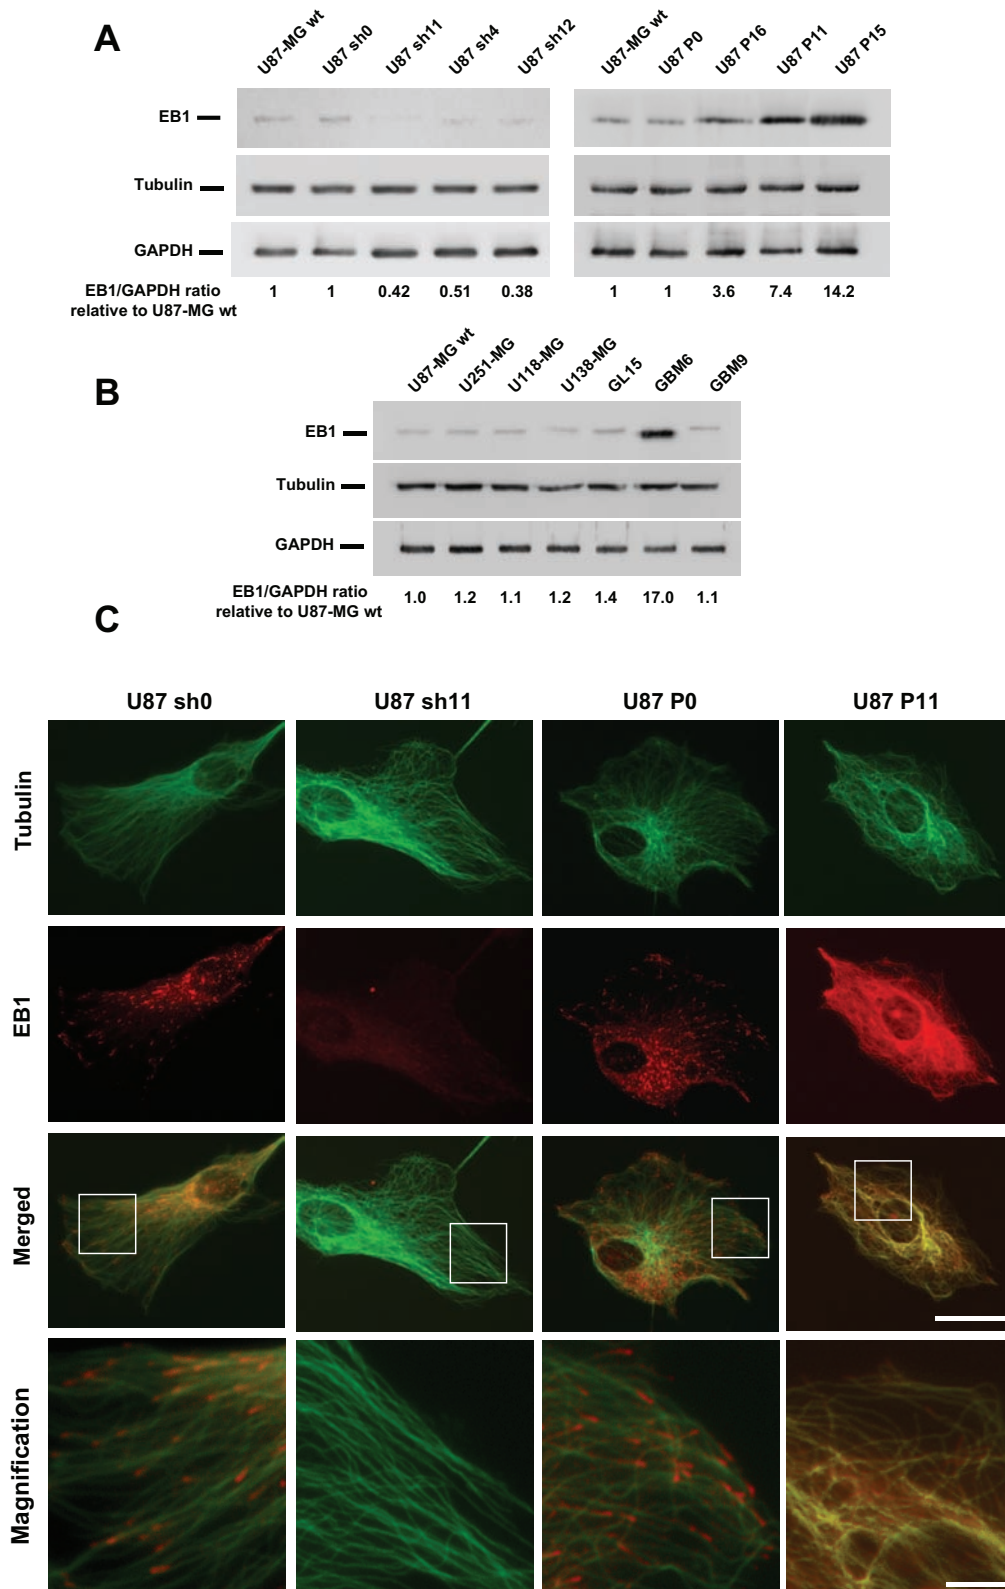 A
U87-MG wt U87 sh0 U87 sh11 U87 sh4 U87 sh12 U87-MG wt U87 P0 U87 P16 U87 P11 U87 P15
EB1
Tubulin
GAPDH
EB1/GAPDH ratio
relative to U87-MG wt
1 1 0.42 0.51 0.38 1 1 3.6 7.4 14.2
B
U87-MG wt U251-MG U118-MG U138-MG GL15 GBM6 GBM9
EB1
Tubulin
GAPDH
EB1/GAPDH ratio
relative to U87-MG wt
1.0 1.2 1.1 1.2 1.4 17.0 1.1
C
U87 sh0 U87 sh11 U87 P0 U87 P11
Tubulin
EB1
Merged
Magnification